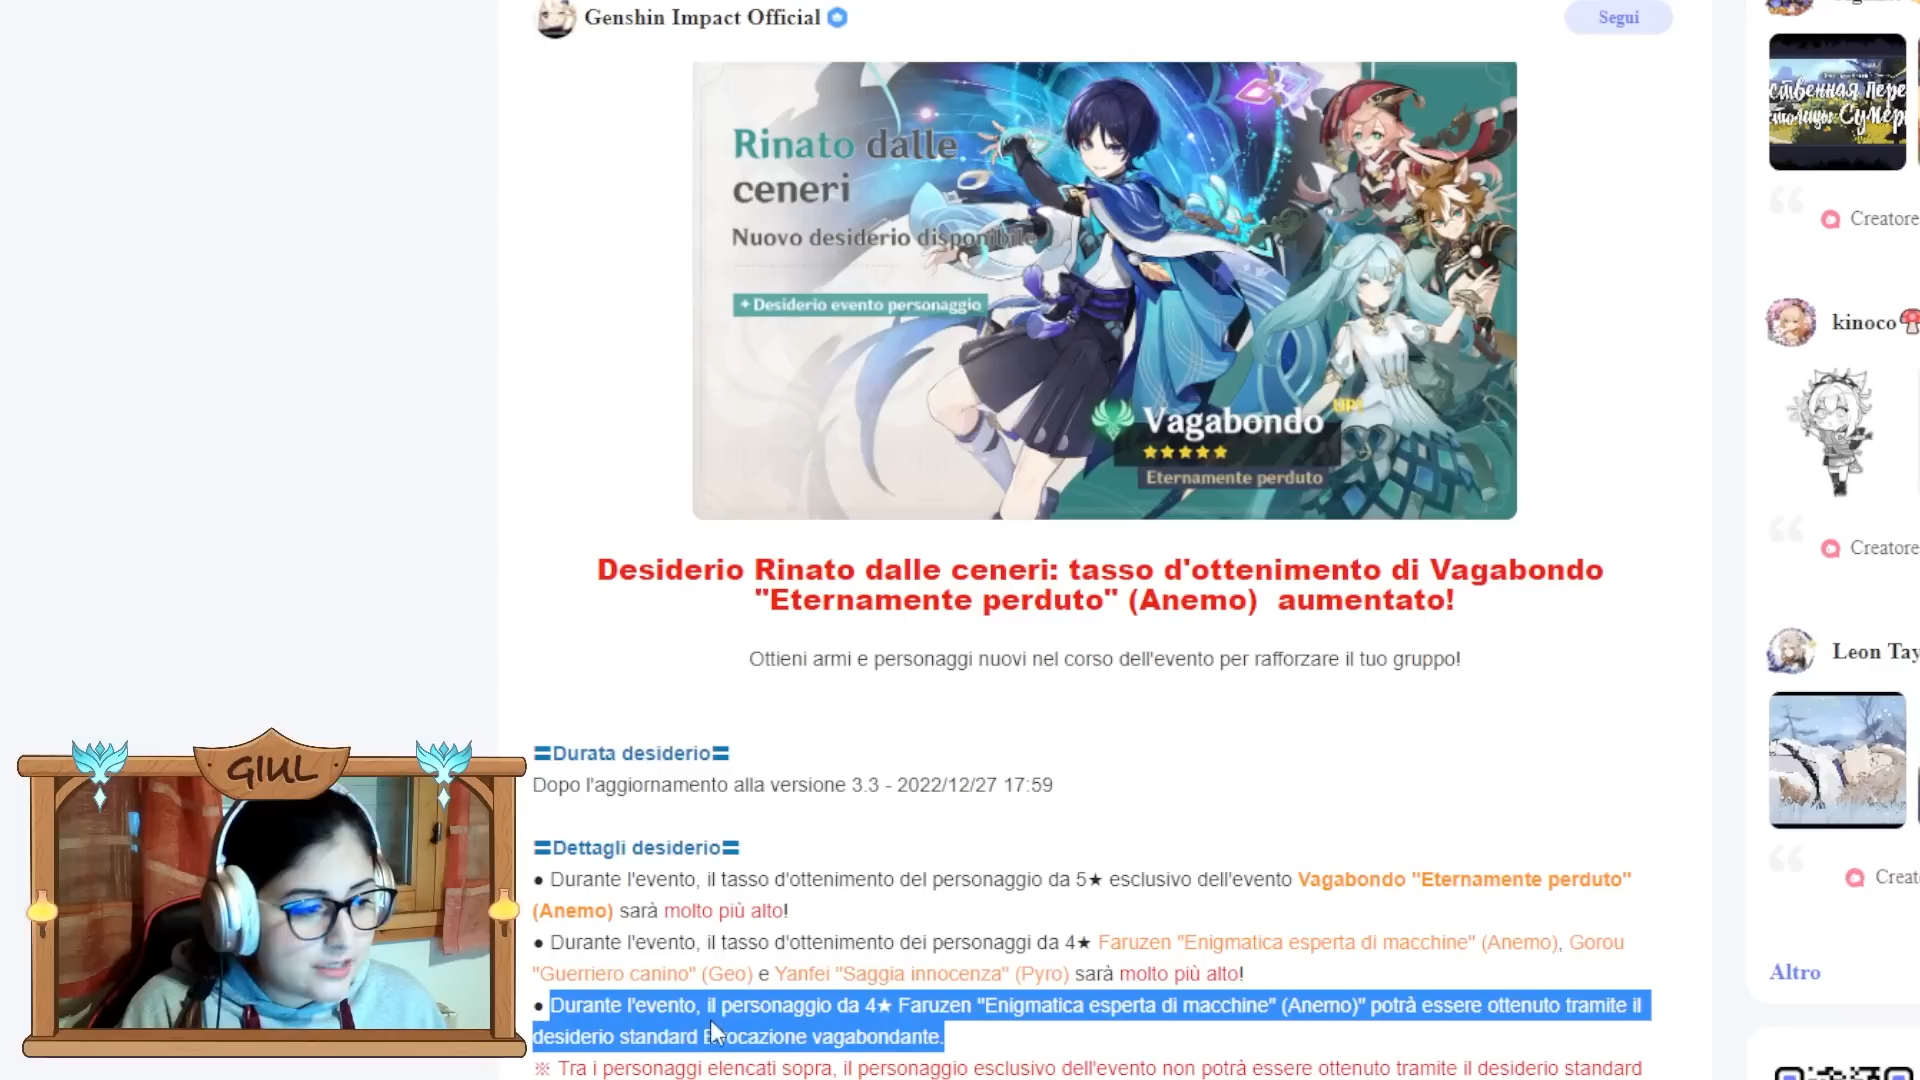 Genshin Impact Official
Segui
Rinato dalle
ceneri
Nuovo desiderio disponibile
Desiderio evento personaggio
UP!
Vagabondo
★★★★★
Eternamente perduto
Desiderio Rinato dalle ceneri: tasso d'ottenimento di Vagabondo
"Eternamente perduto" (Anemo) aumentato!
Ottieni armi e personaggi nuovi nel corso dell'evento per rafforzare il tuo gruppo!
〓Durata desiderio〓
Dopo l'aggiornamento alla versione 3.3 - 2022/12/27 17:59
〓Dettagli desiderio〓
● Durante l'evento, il tasso d'ottenimento del personaggio da 5★ esclusivo dell'evento Vagabondo "Eternamente perduto"
(Anemo) sarà molto più alto!
● Durante l'evento, il tasso d'ottenimento dei personaggi da 4★ Faruzen "Enigmatica esperta di macchine" (Anemo), Gorou
"Guerriero canino" (Geo) e Yanfei "Saggia innocenza" (Pyro) sarà molto più alto!
● Durante l'evento, il personaggio da 4★ Faruzen "Enigmatica esperta di macchine" (Anemo)" potrà essere ottenuto tramite il
desiderio standard vagabondante.
※ Tra i personaggi elencati sopra, il personaggio esclusivo dell'evento non potrà essere ottenuto tramite il desiderio standard
GIUL
Creatore
kinoco
Creatore
Leon Tay
Creat
Altro